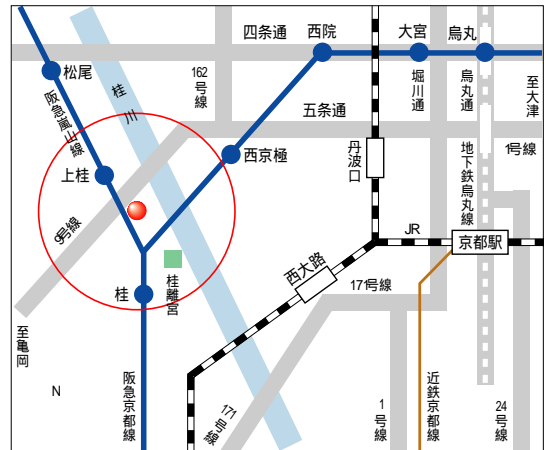 四条通
西院
大宮
烏丸
松尾
162
号線
桂川
堀川通
烏丸通
至大津
阪急嵐山線
五条通
西京極
丹波口
地下鉄烏丸線
1号線
上桂
9号線
JR
京都駅
桂離宮
西大路
171号線
桂
至亀岡
N
阪急京都線
171号線
1号線
近鉄京都線
24号線